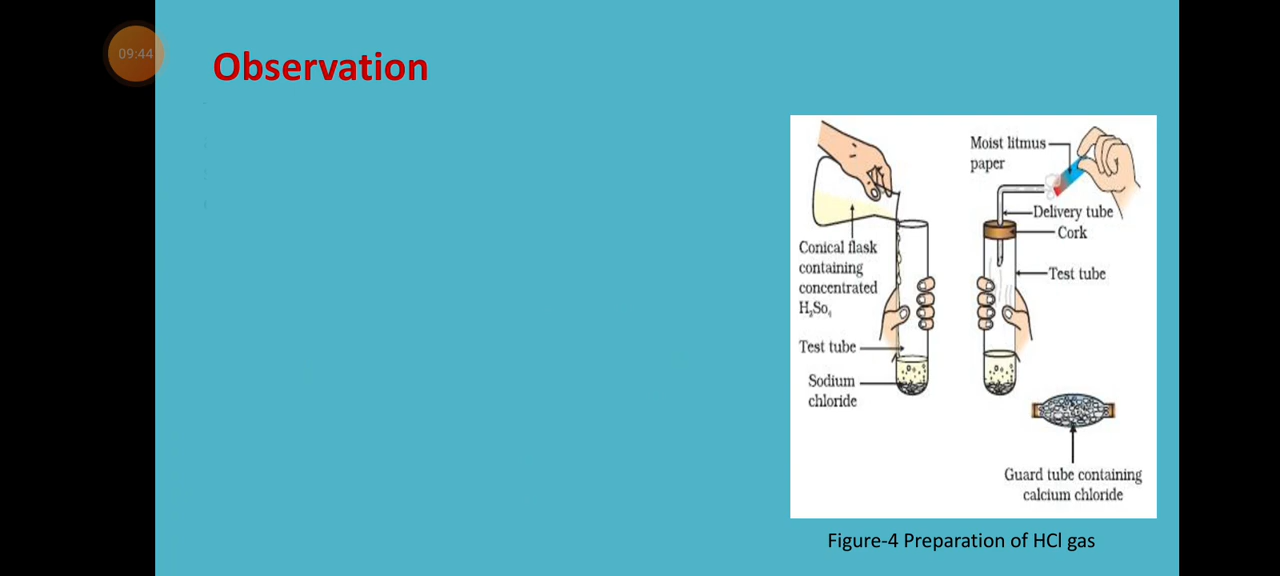 09:44
Observation
Moist litmus
paper
Delivery tube
Cork
Conical flask
containing
concentrated
H₂So₄
Test tube
Test tube
Sodium
chloride
Guard tube containing
calcium chloride
Figure-4 Preparation of HCl gas